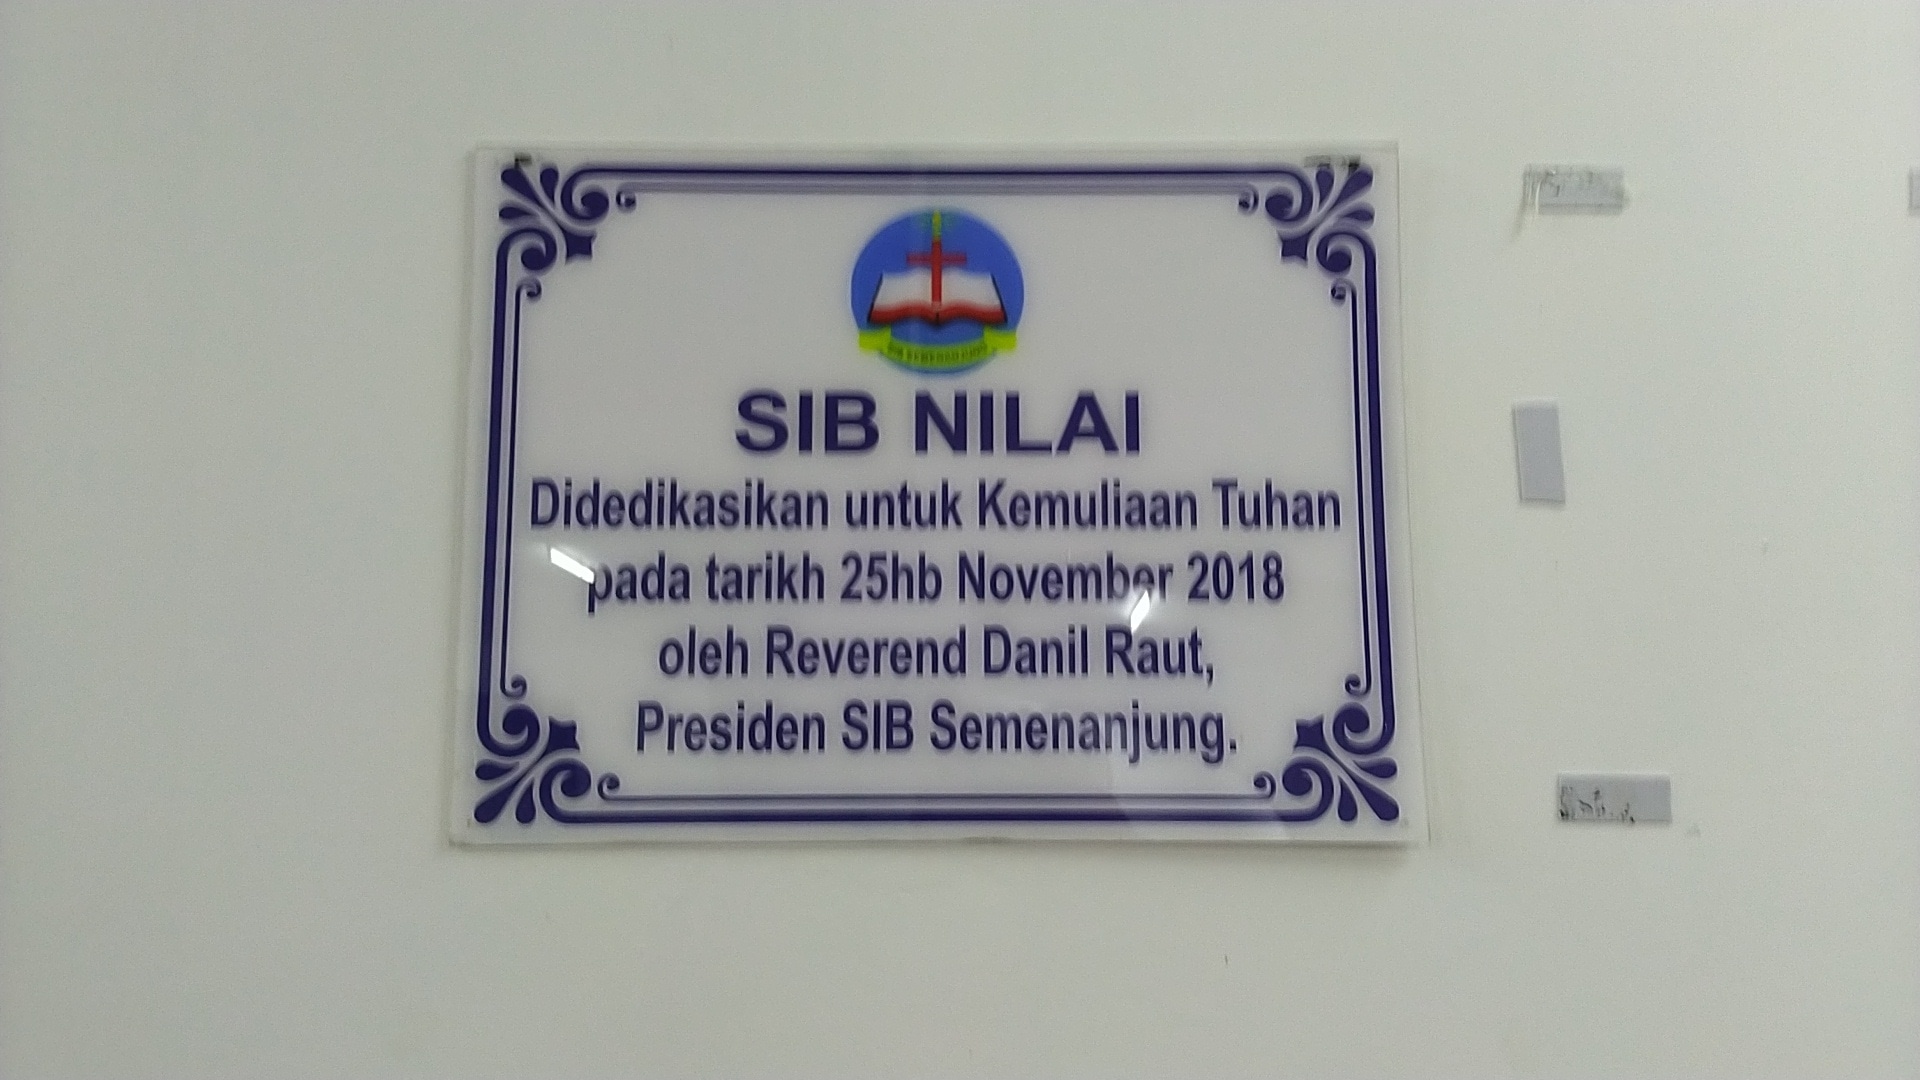 SIB NILAI
Didedikasikan untuk Kemuliaan Tuhan
pada tarikh 25hb November 2018
oleh Reverend Danil Raut,
Presiden SIB Semenanjung.